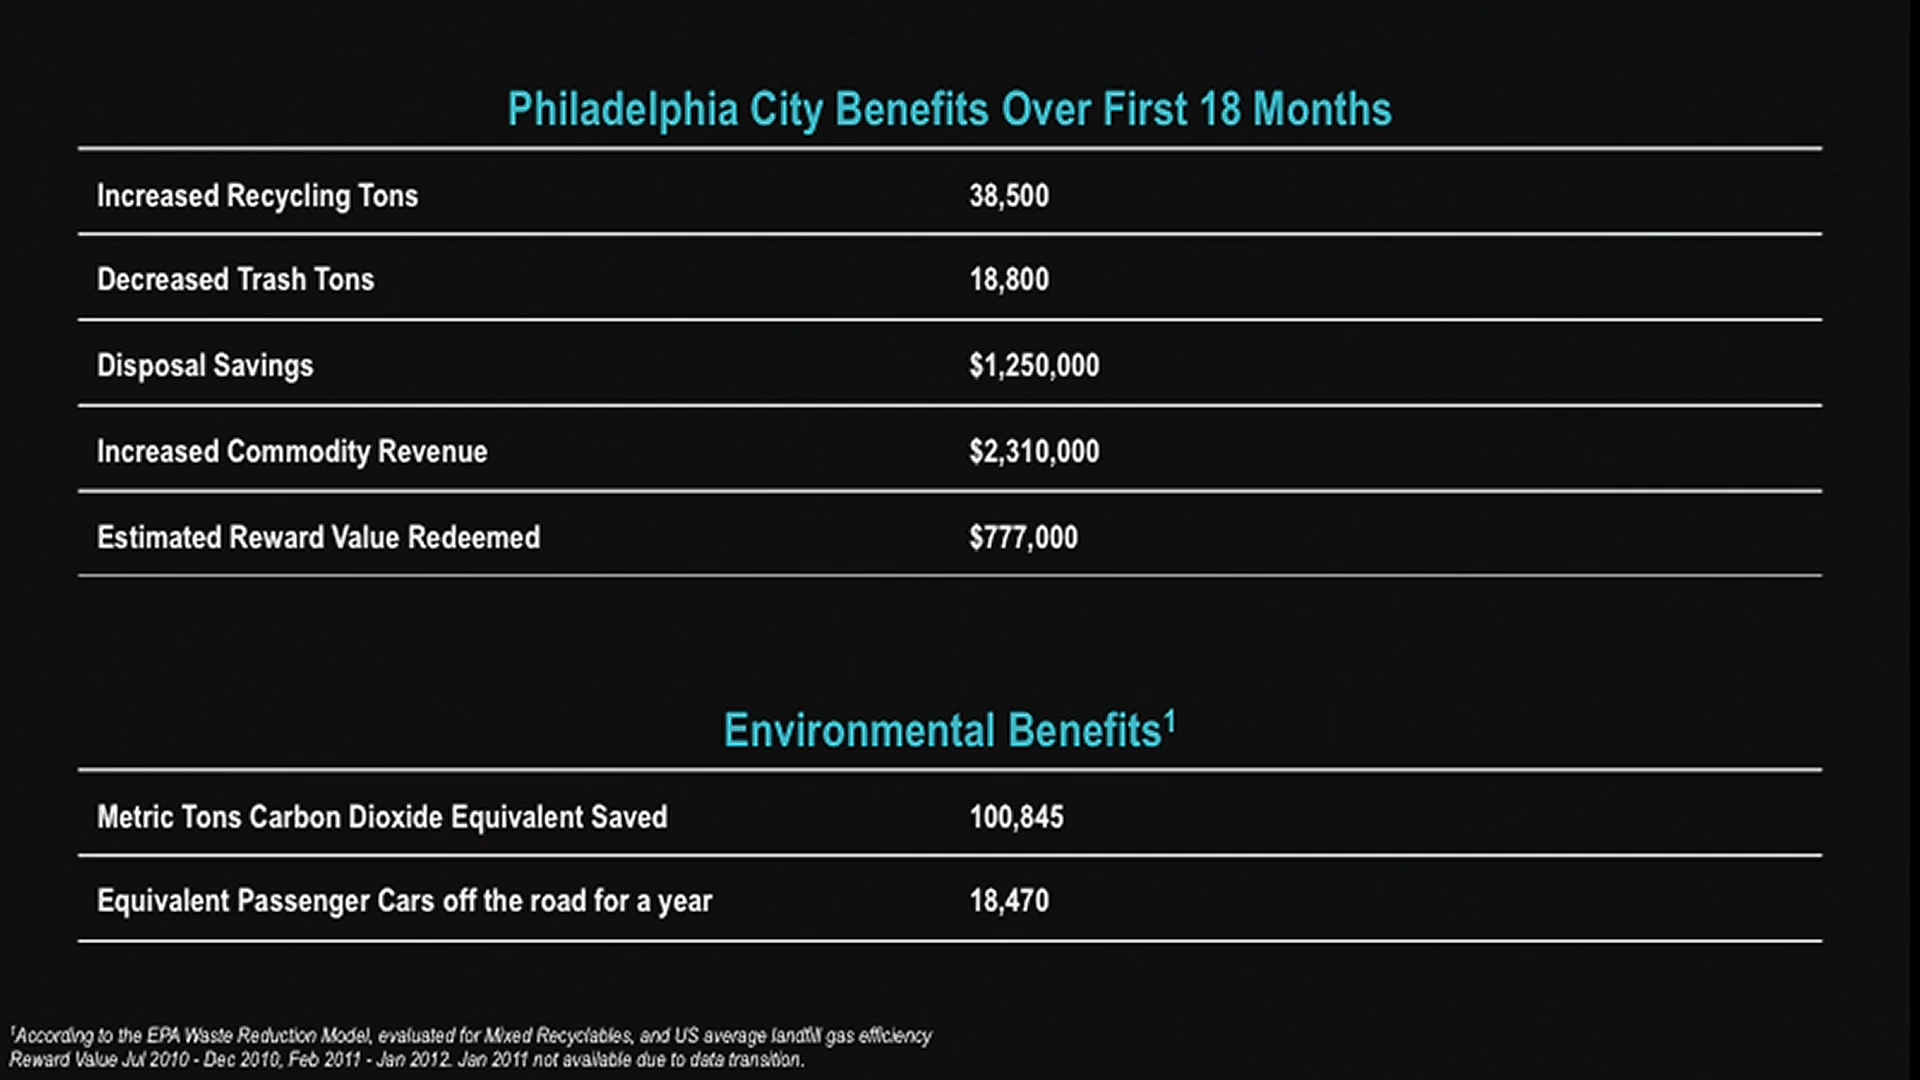 Philadelphia City Benefits Over First 18 Months
Increased Recycling Tons 38,500
Decreased Trash Tons 18,800
Disposal Savings $1,250,000
Increased Commodity Revenue $2,310,000
Estimated Reward Value Redeemed $777,000
Environmental Benefits¹
Metric Tons Carbon Dioxide Equivalent Saved 100,845
Equivalent Passenger Cars off the road for a year 18,470
¹According to the EPA Waste Reduction Model, evaluated for Mixed Recyclables, and US average landfill gas efficiency
Reward Value Jul 2010 - Dec 2010, Feb 2011 - Jan 2012. Jan 2011 not available due to data transition.